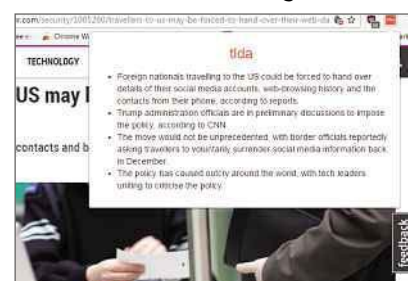 r.com/security/1005200/travellers-to-us-may-be-forced-to-hand-over-their-web-da
Chrome W
tlda
TECHNOLOGY
• Foreign nationals travelling to the US could be forced to hand over
details of their social media accounts, web-browsing history and the
contacts from their phone, according to reports.
US may
• Trump administration officials are in preliminary discussions to impose
the policy, according to CNN.
• The move would not be unprecedented, with border officials reportedly
contacts and b
asking travellers to voluntarily surrender social media information back
in December.
• The policy has caused outcry around the world, with tech leaders
uniting to criticise the policy.
feedback